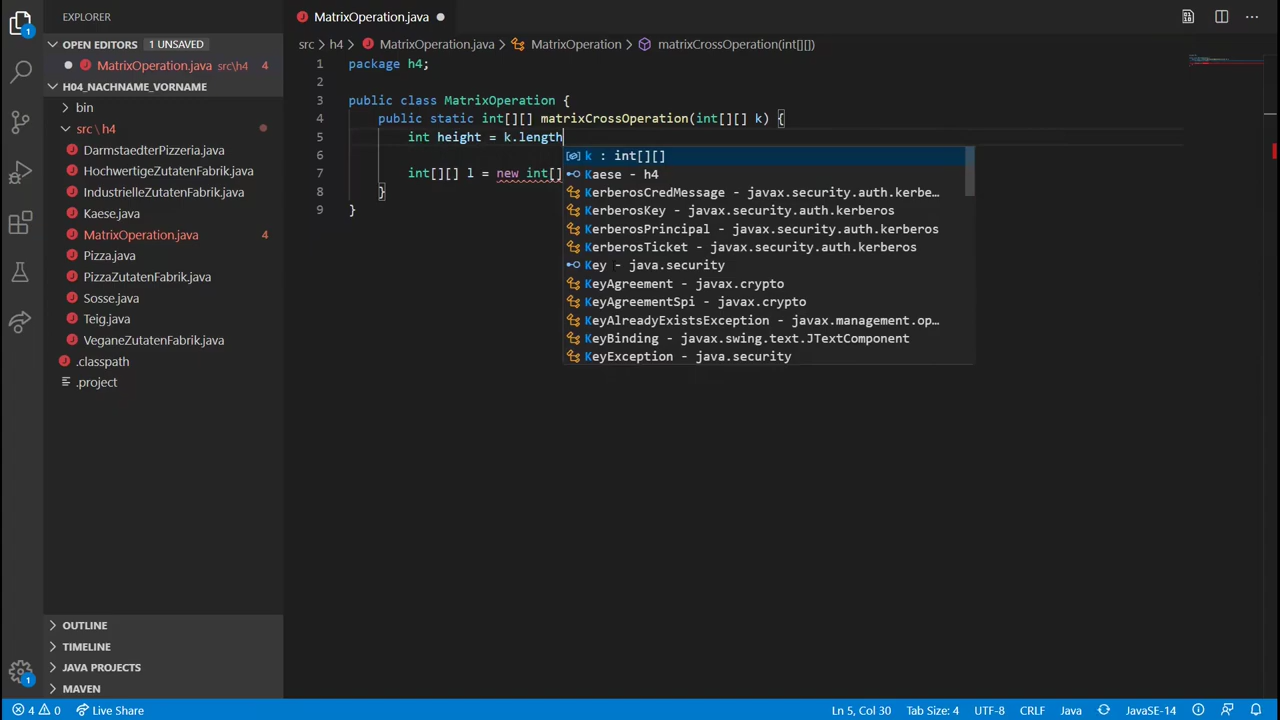 EXPLORER
OPEN EDITORS 1 UNSAVED
MatrixOperation.java src\h4 4
H04_NACHNAME_VORNAME
bin
src \ h4
DarmstaedterPizzeria.java
HochwertigeZutatenFabrik.java
IndustrielleZutatenFabrik.java
Kaese.java
MatrixOperation.java 4
Pizza.java
PizzaZutatenFabrik.java
Sosse.java
Teig.java
VeganeZutatenFabrik.java
.classpath
.project
OUTLINE
TIMELINE
JAVA PROJECTS
MAVEN
1
1
MatrixOperation.java
src > h4 > MatrixOperation.java > MatrixOperation > matrixCrossOperation(int[][])
1 package h4;
2
3 public class MatrixOperation {
4 public static int[][] matrixCrossOperation(int[][] k) {
5 int height = k.length
6
7 int[][] l = new int[]
8 }
9 }
k : int[][]
Kaese - h4
KerberosCredMessage - javax.security.auth.kerbe…
KerberosKey - javax.security.auth.kerberos
KerberosPrincipal - javax.security.auth.kerberos
KerberosTicket - javax.security.auth.kerberos
Key - java.security
KeyAgreement - javax.crypto
KeyAgreementSpi - javax.crypto
KeyAlreadyExistsException - javax.management.op…
KeyBinding - javax.swing.text.JTextComponent
KeyException - java.security
4 0 Live Share Ln 5, Col 30 Tab Size: 4 UTF-8 CRLF Java JavaSE-14